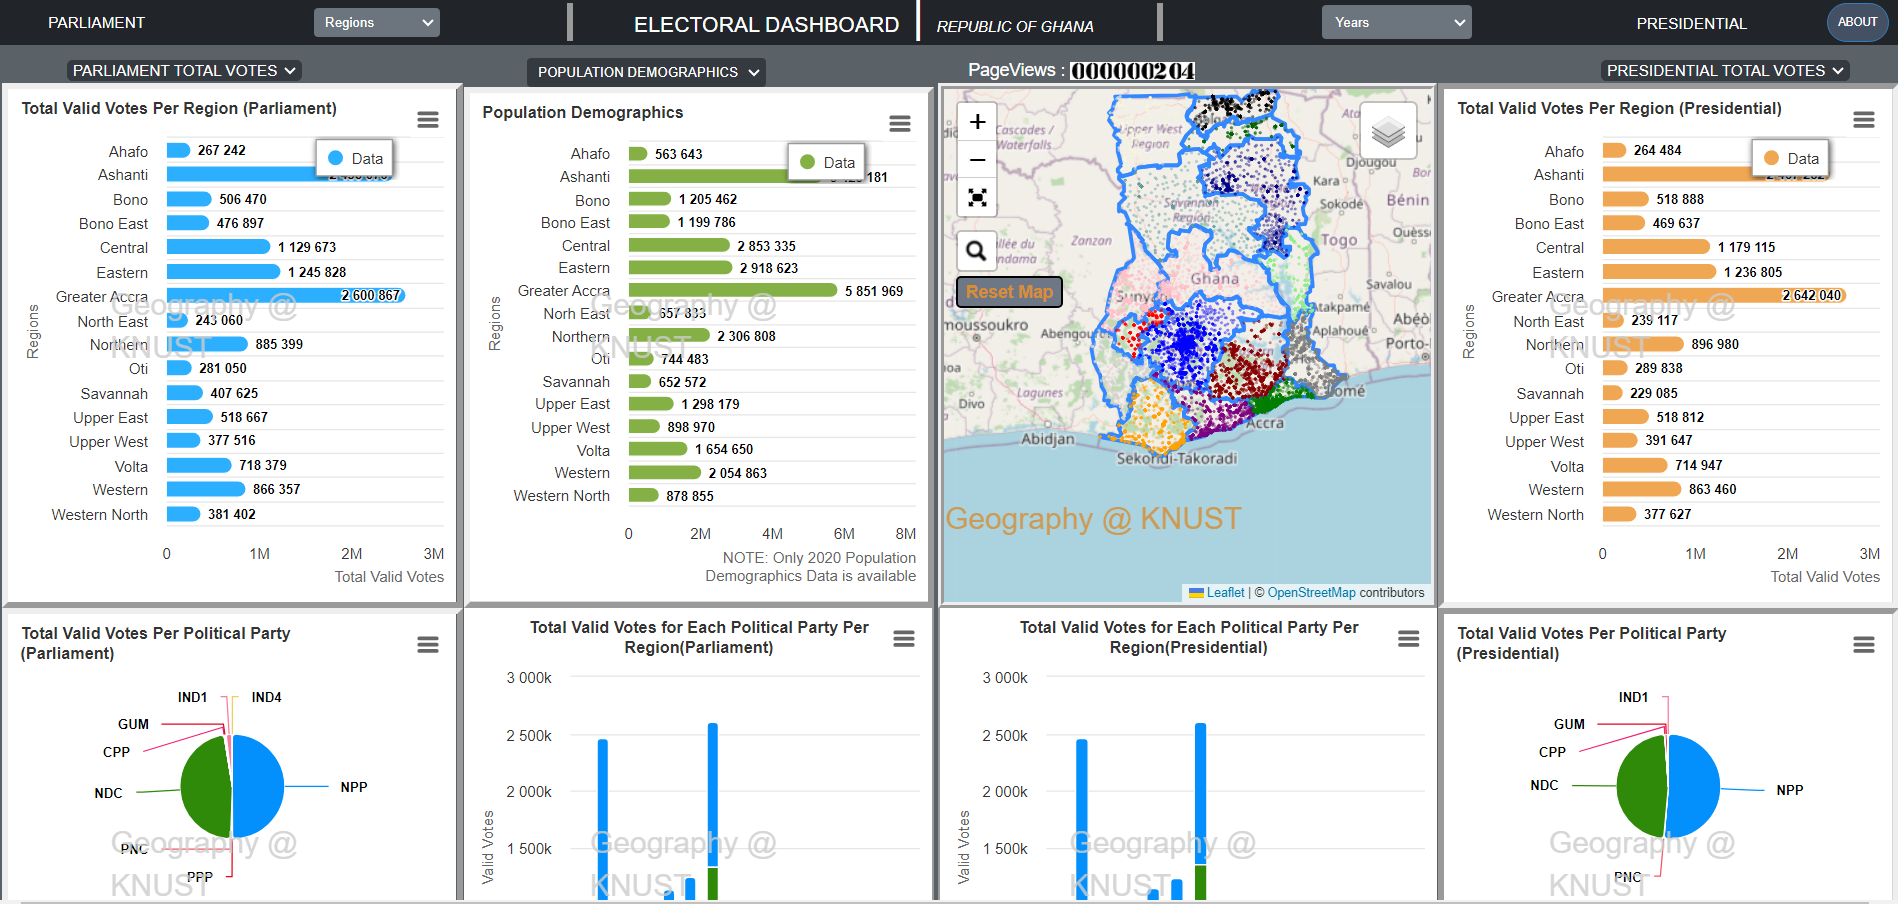 PARLIAMENT
Regions
ELECTORAL DASHBOARD
REPUBLIC OF GHANA
Years
PRESIDENTIAL
ABOUT
PARLIAMENT TOTAL VOTES
POPULATION DEMOGRAPHICS
PageViews : 000000204
PRESIDENTIAL TOTAL VOTES
Total Valid Votes Per Region (Parliament)
Data
Regions
Ahafo 267 242
Ashanti
Bono 506 470
Bono East 476 897
Central 1 129 673
Eastern 1 245 828
Greater Accra 2 600 867
North East 243 060
Northern 885 399
Oti 281 050
Savannah 407 625
Upper East 518 667
Upper West 377 516
Volta 718 379
Western 866 357
Western North 381 402
0 1M 2M 3M
Total Valid Votes
Geography @
KNUST
Population Demographics
Data
Regions
Ahafo 563 643
Ashanti 181
Bono 1 205 462
Bono East 1 199 786
Central 2 853 335
Eastern 2 918 623
Greater Accra 5 851 969
Norh East 657 833
Northern 2 306 808
Oti 744 483
Savannah 652 572
Upper East 1 298 179
Upper West 898 970
Volta 1 654 650
Western 2 054 863
Western North 878 855
0 2M 4M 6M 8M
NOTE: Only 2020 Population
Demographics Data is available
Geography @
KNUST
+
−
Reset Map
Cascades /
Waterfalls
Upper West
Region
Djougou
Kara
Sokodé
Bénin
Savannah
Region
Zanzan
Togo
Ghana
Savalou
Atakpamé
Aplahoué
Abengourou
Porto-
Lagunes
Divo
Lomé
Accra
Abidjan
Sekondi-Takoradi
Geography @ KNUST
Leaflet | © OpenStreetMap contributors
Total Valid Votes Per Region (Presidential)
Data
Regions
Ahafo 264 484
Ashanti
Bono 518 888
Bono East 469 637
Central 1 179 115
Eastern 1 236 805
Greater Accra 2 642 040
North East 239 117
Northern 896 980
Oti 289 838
Savannah 229 085
Upper East 518 812
Upper West 391 647
Volta 714 947
Western 863 460
Western North 377 627
0 1M 2M 3M
Total Valid Votes
Geography @
KNUST
Total Valid Votes Per Political Party
(Parliament)
IND1 IND4
GUM
CPP
NDC
NPP
PNC
PPP
Geography @
KNUST
Total Valid Votes for Each Political Party Per
Region(Parliament)
3 000k
2 500k
2 000k
1 500k
Valid Votes
Geography @
KNUST
Total Valid Votes for Each Political Party Per
Region(Presidential)
3 000k
2 500k
2 000k
1 500k
Valid Votes
Geography @
KNUST
Total Valid Votes Per Political Party
(Presidential)
IND1
GUM
CPP
NDC
NPP
PNC
Geography @
KNUST